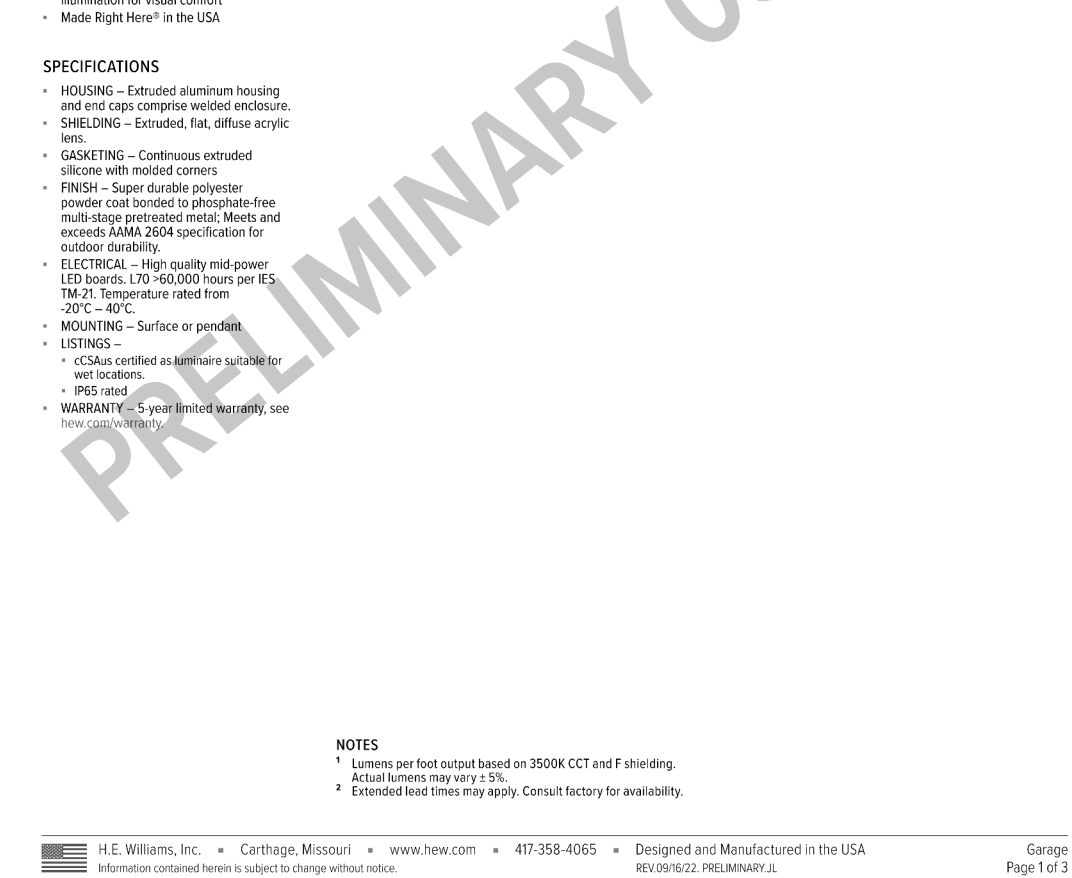 illumination for visual comfort
▪ Made Right Here® in the USA
SPECIFICATIONS
▪ HOUSING – Extruded aluminum housing
and end caps comprise welded enclosure.
▪ SHIELDING – Extruded, flat, diffuse acrylic
lens.
▪ GASKETING – Continuous extruded
silicone with molded corners
▪ FINISH – Super durable polyester
powder coat bonded to phosphate-free
multi-stage pretreated metal; Meets and
exceeds AAMA 2604 specification for
outdoor durability.
▪ ELECTRICAL – High quality mid-power
LED boards. L70 >60,000 hours per IES
TM-21. Temperature rated from
-20°C – 40°C.
▪ MOUNTING – Surface or pendant
▪ LISTINGS –
▪ cCSAus certified as luminaire suitable for
wet locations.
▪ IP65 rated
▪ WARRANTY – 5-year limited warranty, see
hew.com/warranty.
PRELIMINARY
NOTES
1 Lumens per foot output based on 3500K CCT and F shielding.
Actual lumens may vary ± 5%.
2 Extended lead times may apply. Consult factory for availability.
H.E. Williams, Inc. ▪ Carthage, Missouri ▪ www.hew.com ▪ 417-358-4065 ▪ Designed and Manufactured in the USA
Information contained herein is subject to change without notice.
REV.09/16/22. PRELIMINARY.JL
Garage
Page 1 of 3